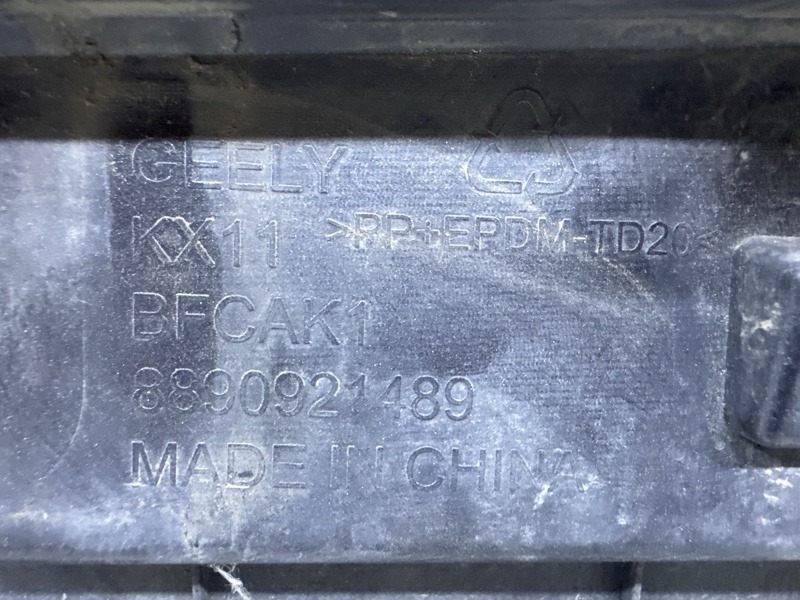 GEELY
KX11 >PP+EPDM-TD20<
BFCAK1
8890921489
MADE IN CHINA